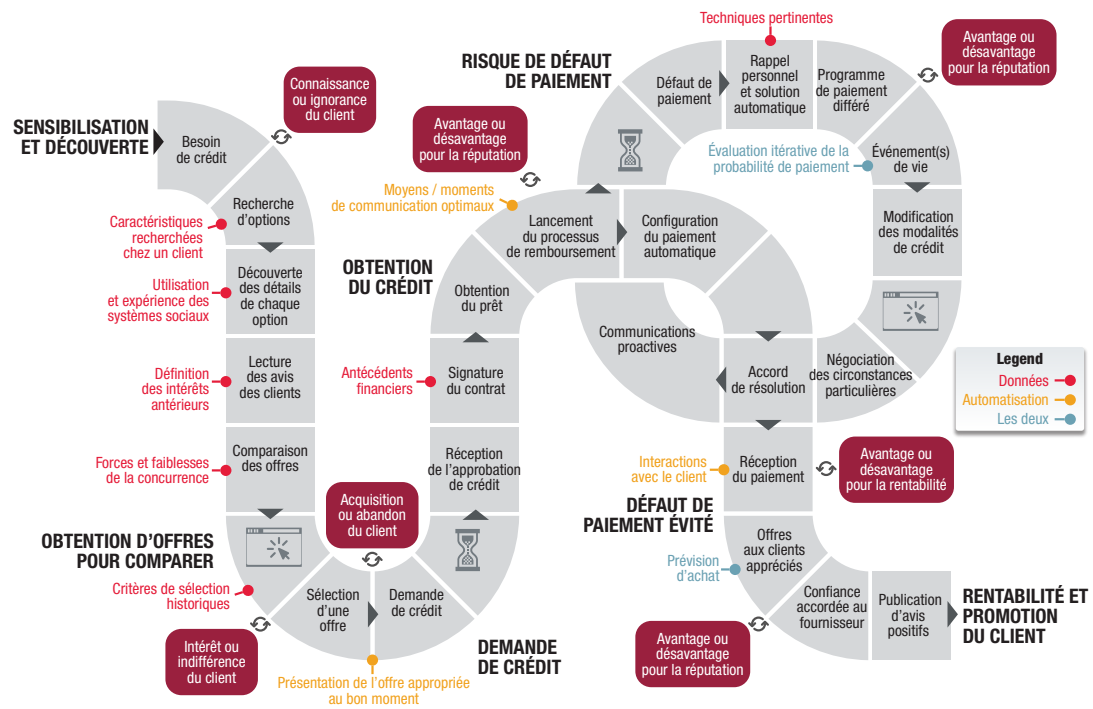 SENSIBILISATION
ET DÉCOUVERTE
Besoin
de crédit
Connaissance
ou ignorance
du client
Recherche
d'options
Caractéristiques
recherchées
chez un client
Découverte
des détails
de chaque
option
Utilisation
et expérience des
systèmes sociaux
Lecture
des avis
des clients
Définition
des intérêts
antérieurs
Comparaison
des offres
Forces et faiblesses
de la concurrence
OBTENTION D'OFFRES
POUR COMPARER
Critères de sélection
historiques
Intérêt ou
indifférence
du client
Sélection
d'une
offre
Acquisition
ou abandon
du client
Présentation de l'offre appropriée
au bon moment
Demande
de crédit
DEMANDE
DE CRÉDIT
Réception
de l'approbation
de crédit
Signature
du contrat
Antécédents
financiers
OBTENTION
DU CRÉDIT
Obtention
du prêt
Moyens / moments
de communication optimaux
Avantage ou
désavantage
pour la réputation
Lancement
du processus
de remboursement
Configuration
du paiement
automatique
RISQUE DE DÉFAUT
DE PAIEMENT
Défaut de
paiement
Techniques pertinentes
Rappel
personnel
et solution
automatique
Programme
de paiement
différé
Avantage ou
désavantage
pour la réputation
Évaluation itérative de la
probabilité de paiement
Événement(s)
de vie
Modification
des modalités
de crédit
Négociation
des circonstances
particulières
Accord
de résolution
Communications
proactives
Legend
Données
Automatisation
Les deux
Interactions
avec le client
Réception
du paiement
Avantage ou
désavantage
pour la rentabilité
DÉFAUT DE
PAIEMENT ÉVITÉ
Offres
aux clients
appréciés
Prévision
d'achat
Confiance
accordée au
fournisseur
Avantage ou
désavantage
pour la réputation
Publication
d'avis
positifs
RENTABILITÉ ET
PROMOTION
DU CLIENT